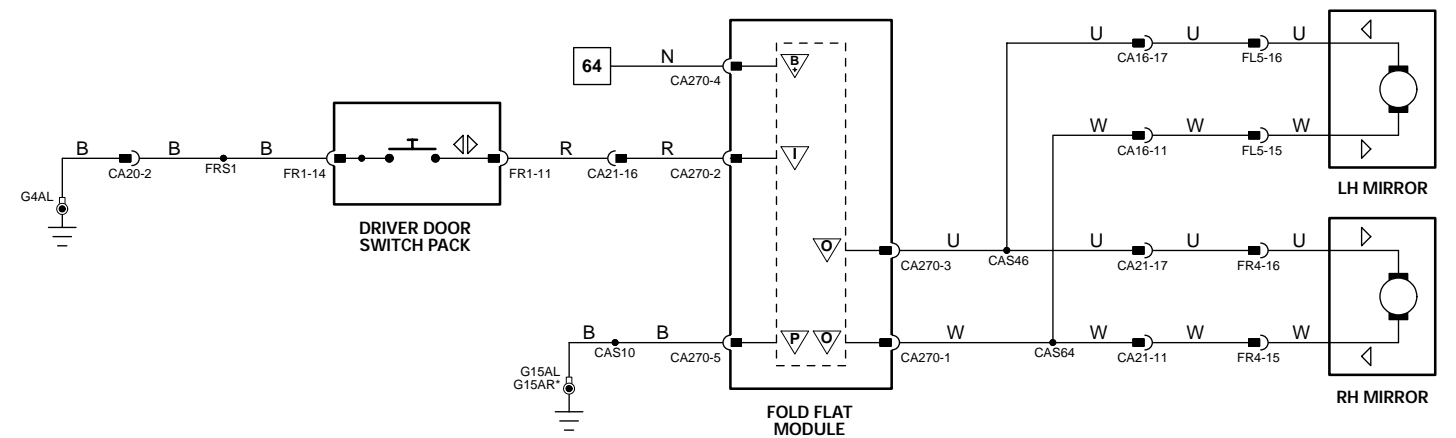 U U U
CA16-17 FL5-16
64 N B+
CA270-4
W W W
CA16-11 FL5-15
LH MIRROR
B B B R R I
CA20-2 FRS1 FR1-14 FR1-11 CA21-16 CA270-2
G4AL
DRIVER DOOR
SWITCH PACK
O U U U U
CA270-3 CAS46 CA21-17 FR4-16
B B P O W W W W
CAS10 CA270-5 CA270-1 CAS64 CA21-11 FR4-15
G15AL
G15AR*
RH MIRROR
FOLD FLAT
MODULE